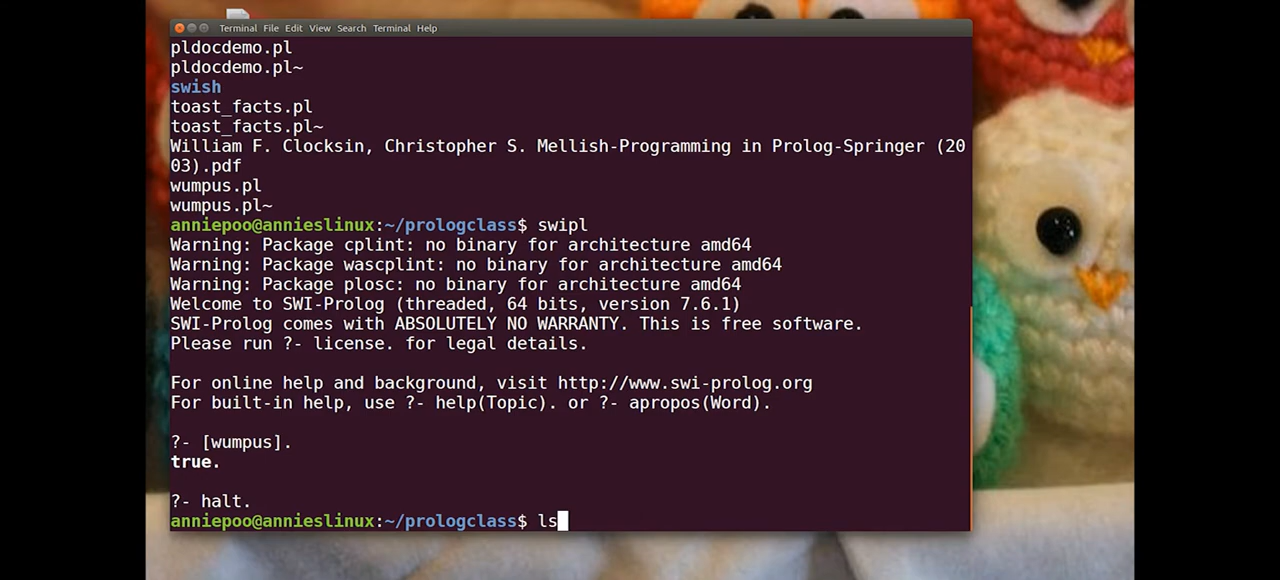 Terminal File Edit View Search Terminal Help
pldocdemo.pl
pldocdemo.pl~
swish
toast_facts.pl
toast_facts.pl~
William F. Clocksin, Christopher S. Mellish-Programming in Prolog-Springer (20
03).pdf
wumpus.pl
wumpus.pl~
anniepoo@annieslinux:~/prologclass$ swipl
Warning: Package cplint: no binary for architecture amd64
Warning: Package wascplint: no binary for architecture amd64
Warning: Package plosc: no binary for architecture amd64
Welcome to SWI-Prolog (threaded, 64 bits, version 7.6.1)
SWI-Prolog comes with ABSOLUTELY NO WARRANTY. This is free software.
Please run ?- license. for legal details.
For online help and background, visit http://www.swi-prolog.org
For built-in help, use ?- help(Topic). or ?- apropos(Word).
?- [wumpus].
true.
?- halt.
anniepoo@annieslinux:~/prologclass$ ls